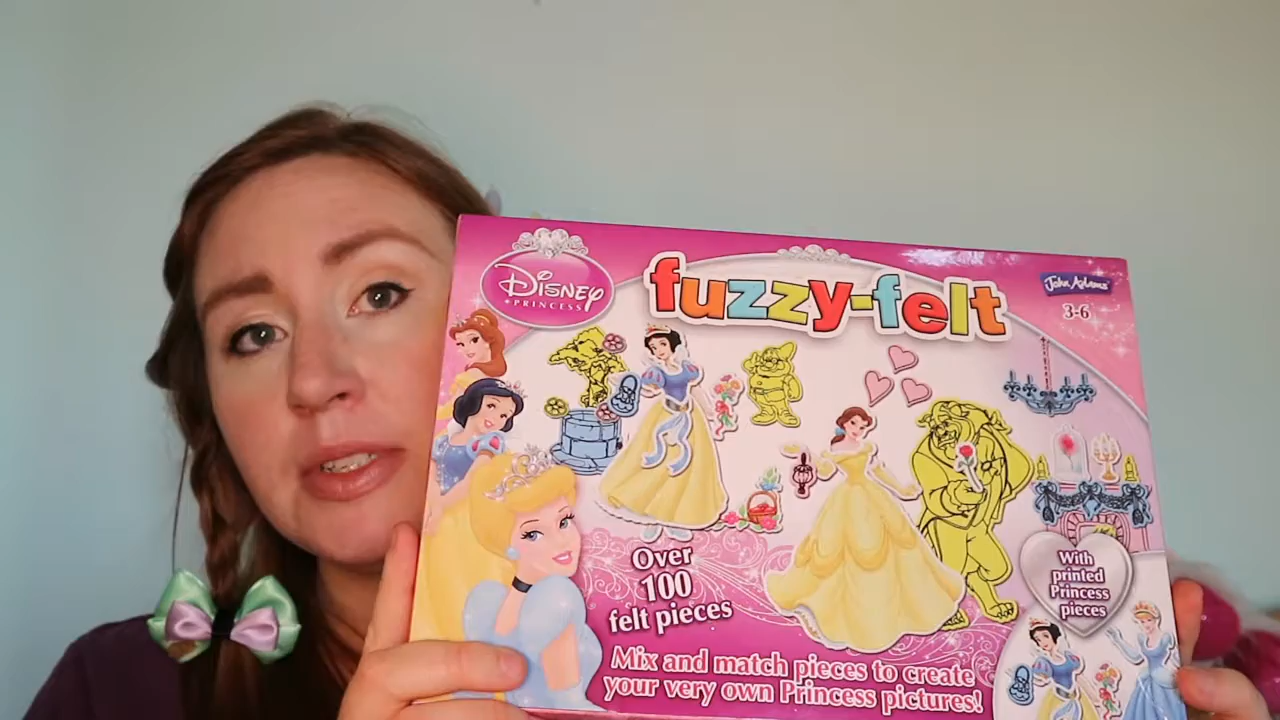 Disney
PRINCESS
fuzzy-felt
John Adams
3-6
Over
100
felt pieces
With
printed
Princess
pieces
Mix and match pieces to create
your very own Princess pictures!